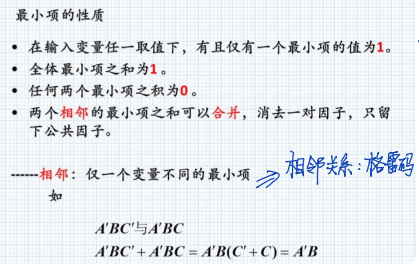 最小项的性质
• 在输入变量任一取值下，有且仅有一个最小项的值为1。
• 全体最小项之和为1。
• 任何两个最小项之积为0。
• 两个相邻的最小项之和可以合并，消去一对因子，只留
下公共因子。
------相邻：仅一个变量不同的最小项 ⇒ 相邻关系：格雷码
如
A′BC′与A′BC
A′BC′ + A′BC = A′B(C′ + C) = A′B